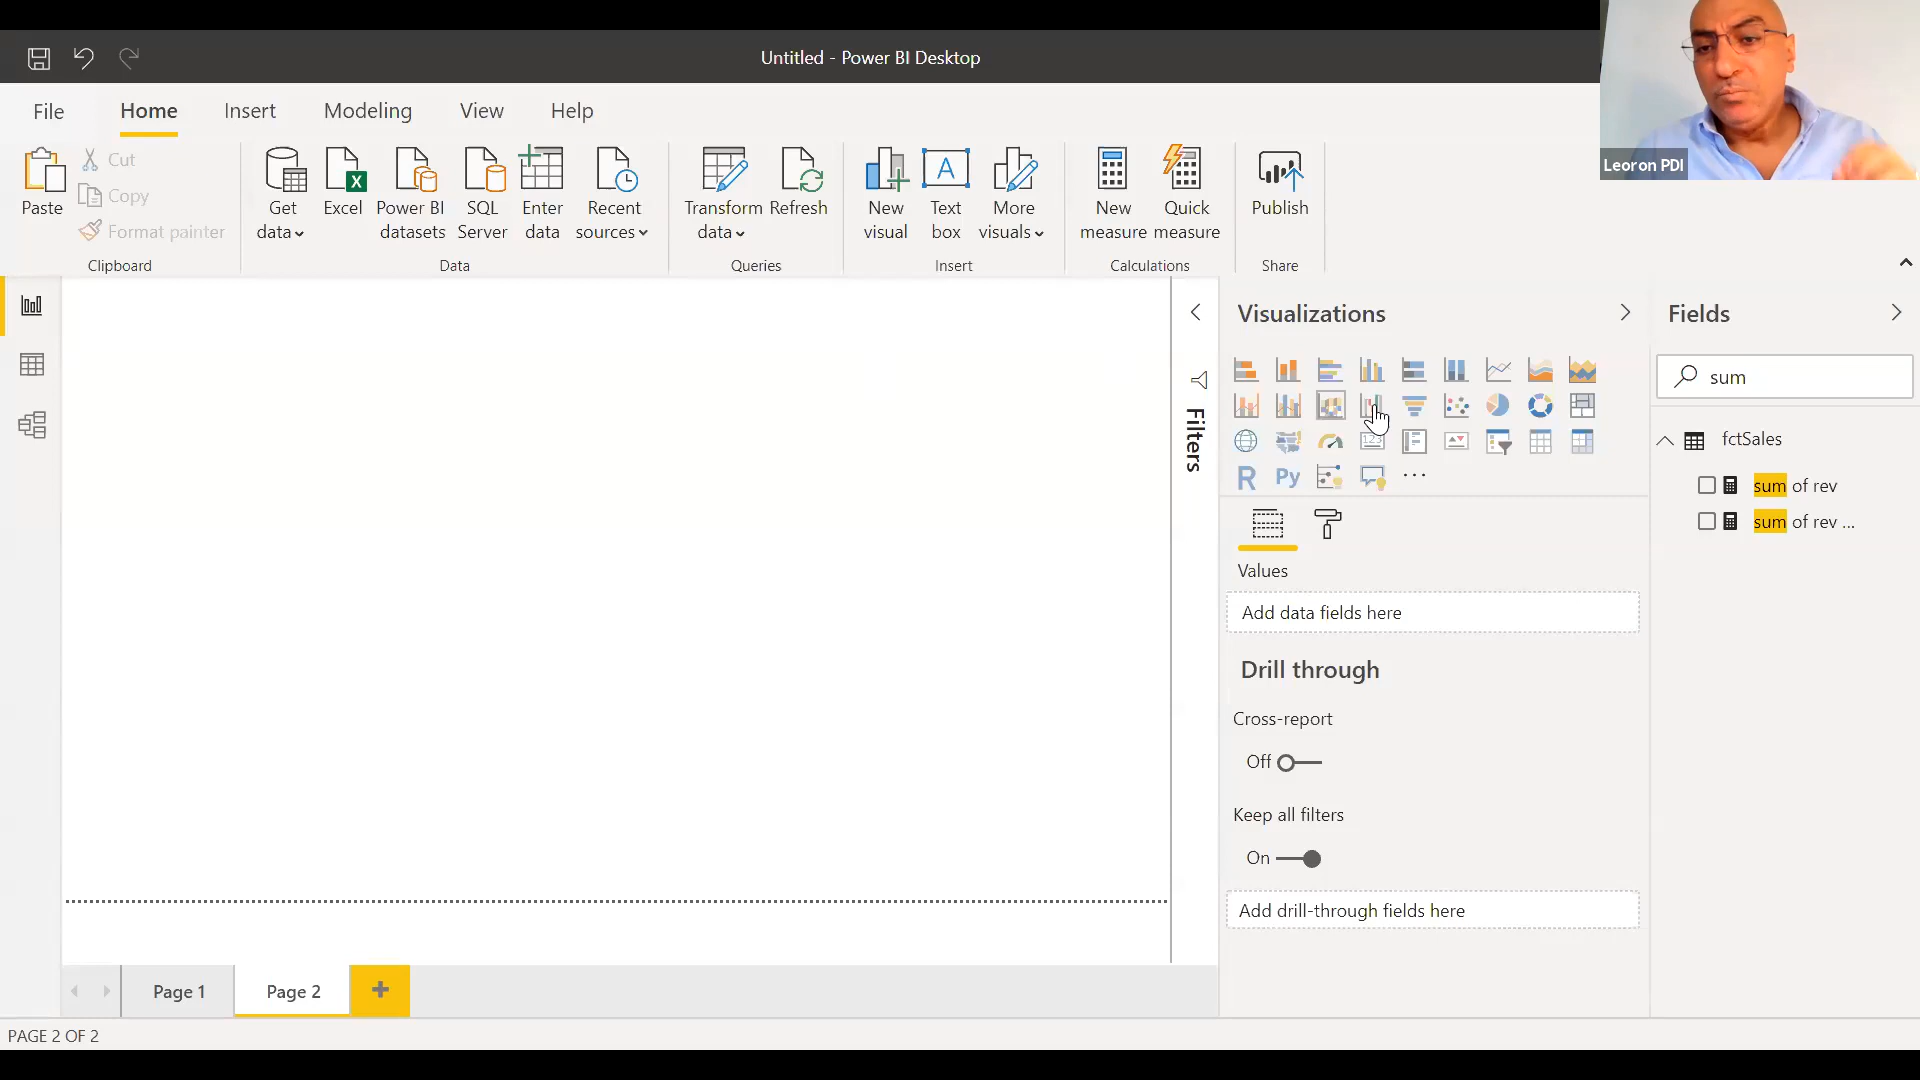 Untitled - Power BI Desktop
Leoron PDI
File Home Insert Modeling View Help
Paste
Cut
Copy
Format painter
Clipboard
Get data
Excel
Power BI datasets
SQL Server
Enter data
Recent sources
Data
Transform data
Refresh
Queries
New visual
A
Text box
More visuals
Insert
New measure
Quick measure
Calculations
Publish
Share
Filters
Visualizations
123
R
Py
...
Values
Add data fields here
Drill through
Cross-report
Off
Keep all filters
On
Add drill-through fields here
Fields
sum
fctSales
sum of rev
sum of rev ...
Page 1
Page 2
+
PAGE 2 OF 2